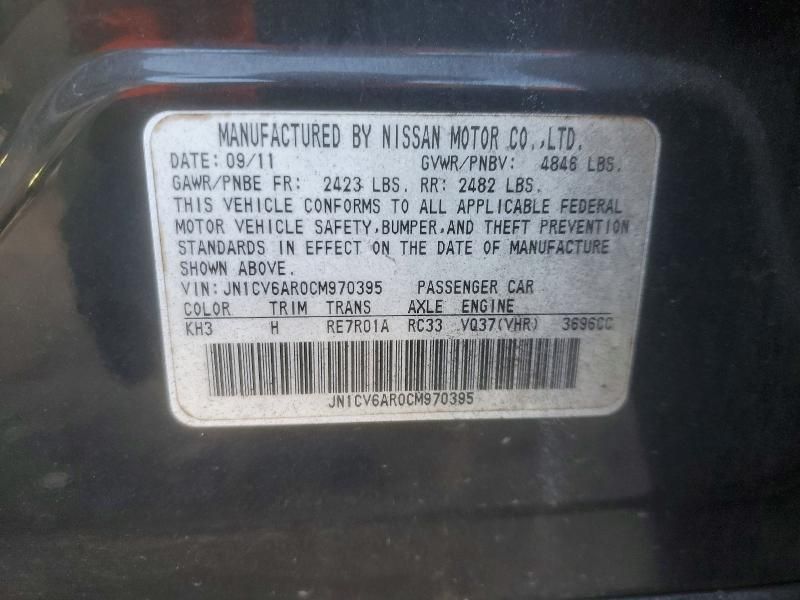 MANUFACTURED BY NISSAN MOTOR CO.,LTD.
DATE: 09/11 GVWR/PNBV: 4846 LBS.
GAWR/PNBE FR: 2423 LBS. RR: 2482 LBS.
THIS VEHICLE CONFORMS TO ALL APPLICABLE FEDERAL
MOTOR VEHICLE SAFETY,BUMPER,AND THEFT PREVENTION
STANDARDS IN EFFECT ON THE DATE OF MANUFACTURE
SHOWN ABOVE.
VIN: JN1CV6AR0CM970395 PASSENGER CAR
COLOR TRIM TRANS AXLE ENGINE
KH3 H RE7R01A RC33 VQ37(VHR) 3696CC
JN1CV6AR0CM970395